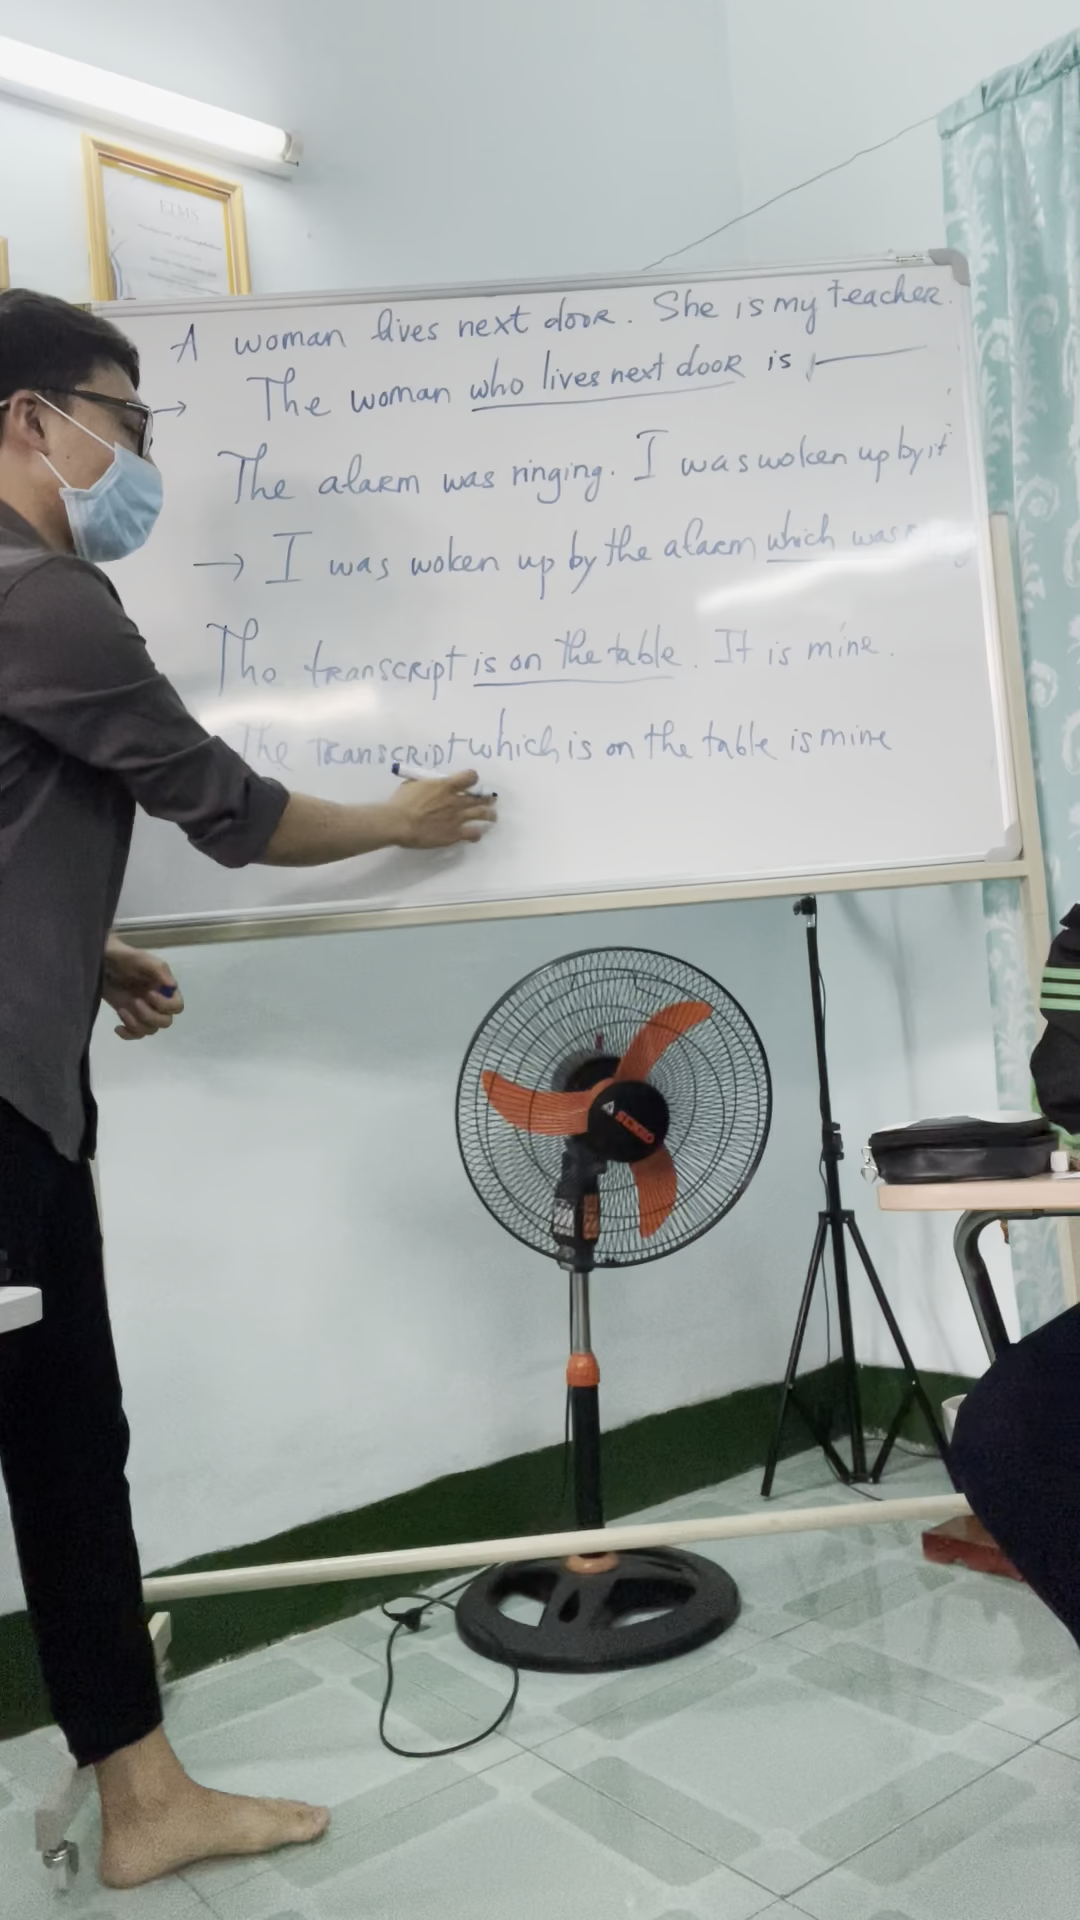 A woman lives next door. She is my teacher.
→ The woman who lives next door is
The alarm was ringing. I was woken up by it
→ I was woken up by the alarm which was
The transcript is on the table. It is mine.
The transcript which is on the table is mine
SENKO